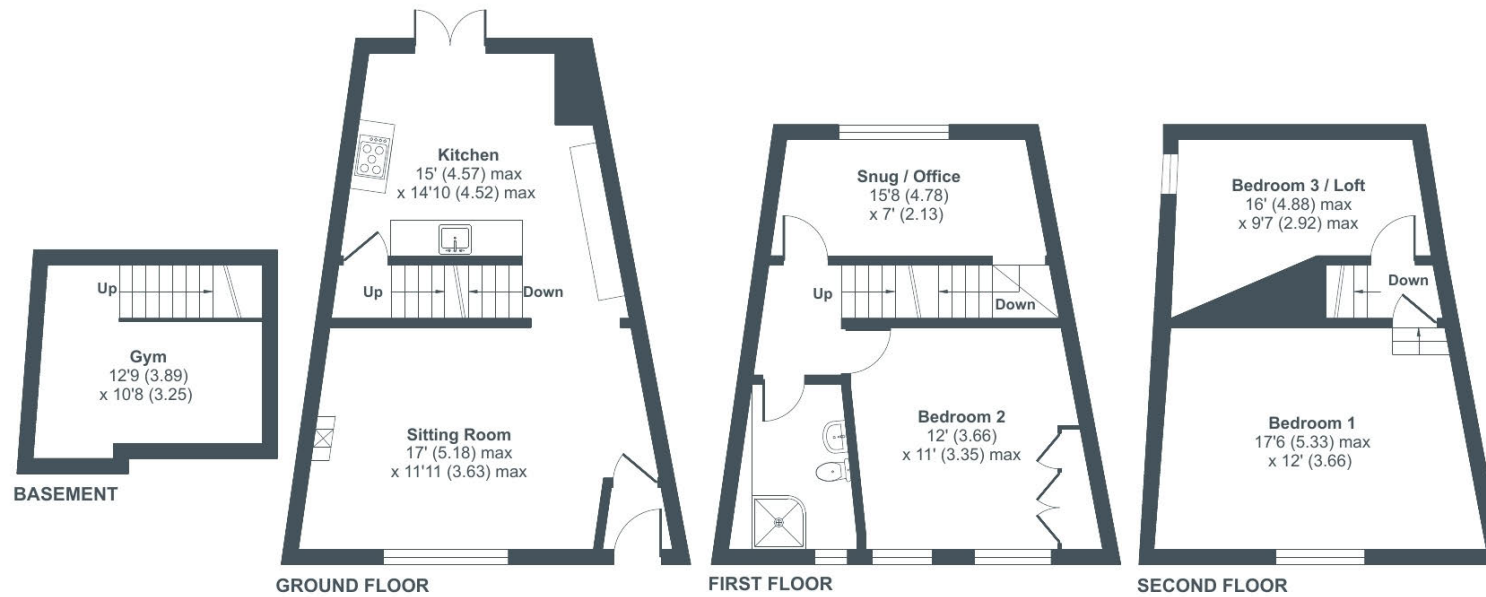 Up
Gym
12'9 (3.89)
x 10'8 (3.25)
BASEMENT
Kitchen
15' (4.57) max
x 14'10 (4.52) max
Up
Down
Sitting Room
17' (5.18) max
x 11'11 (3.63) max
GROUND FLOOR
Snug / Office
15'8 (4.78)
x 7' (2.13)
Up
Down
Bedroom 2
12' (3.66)
x 11' (3.35) max
FIRST FLOOR
Bedroom 3 / Loft
16' (4.88) max
x 9'7 (2.92) max
Down
Bedroom 1
17'6 (5.33) max
x 12' (3.66)
SECOND FLOOR